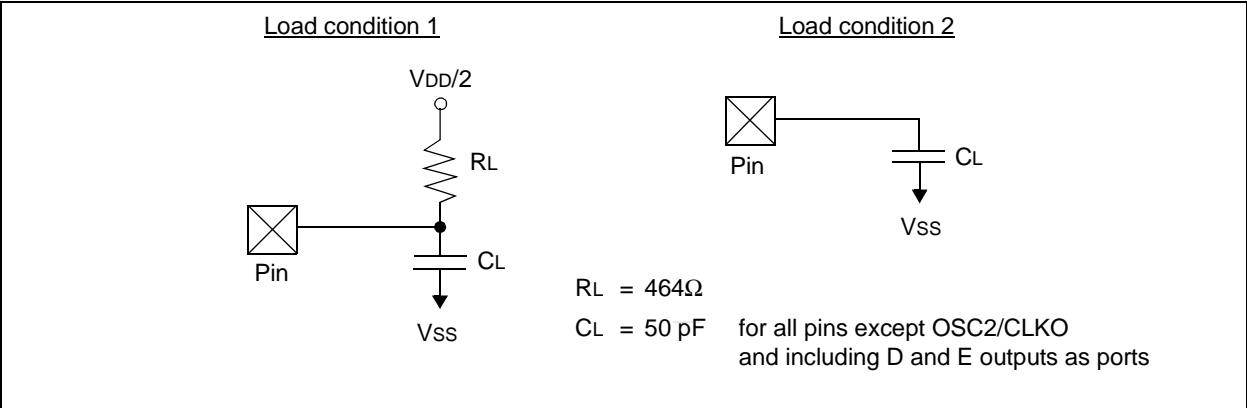 Load condition 1
VDD/2
RL
Pin
CL
VSS
Load condition 2
Pin
CL
VSS
RL = 464Ω
CL = 50 pF for all pins except OSC2/CLKO
and including D and E outputs as ports